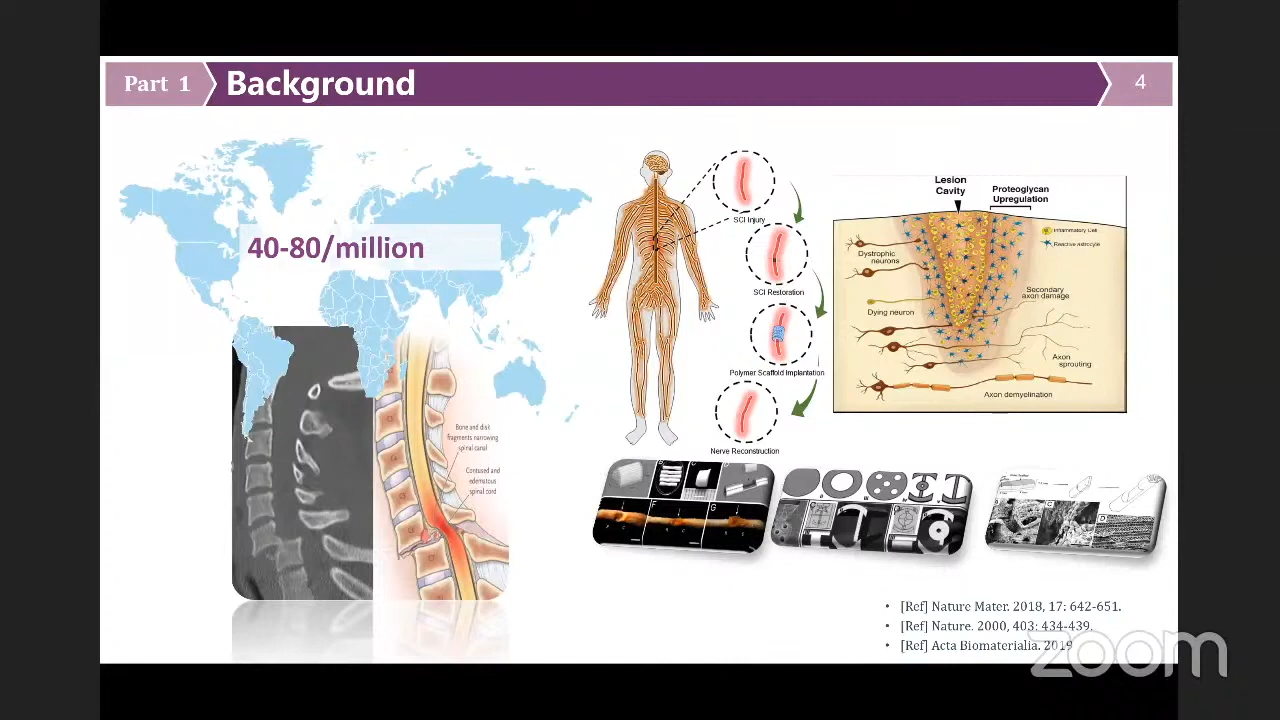 Part 1
Background
4
40-80/million
Bone and disk
fragments narrowing
spinal canal
Contused and
edematous
spinal cord
SCI Injury
SCI Restoration
Polymer Scaffold Implantation
Nerve Reconstruction
Lesion
Cavity
Proteoglycan
Upregulation
Inflammatory Cell
Reactive astrocyte
Dystrophic
neurons
Dying neuron
Secondary
axon damage
Axon
sprouting
Axon demyelination
• [Ref] Nature Mater. 2018, 17: 642-651.
• [Ref] Nature. 2000, 403: 434-439.
• [Ref] Acta Biomaterialia. 2019
zoom